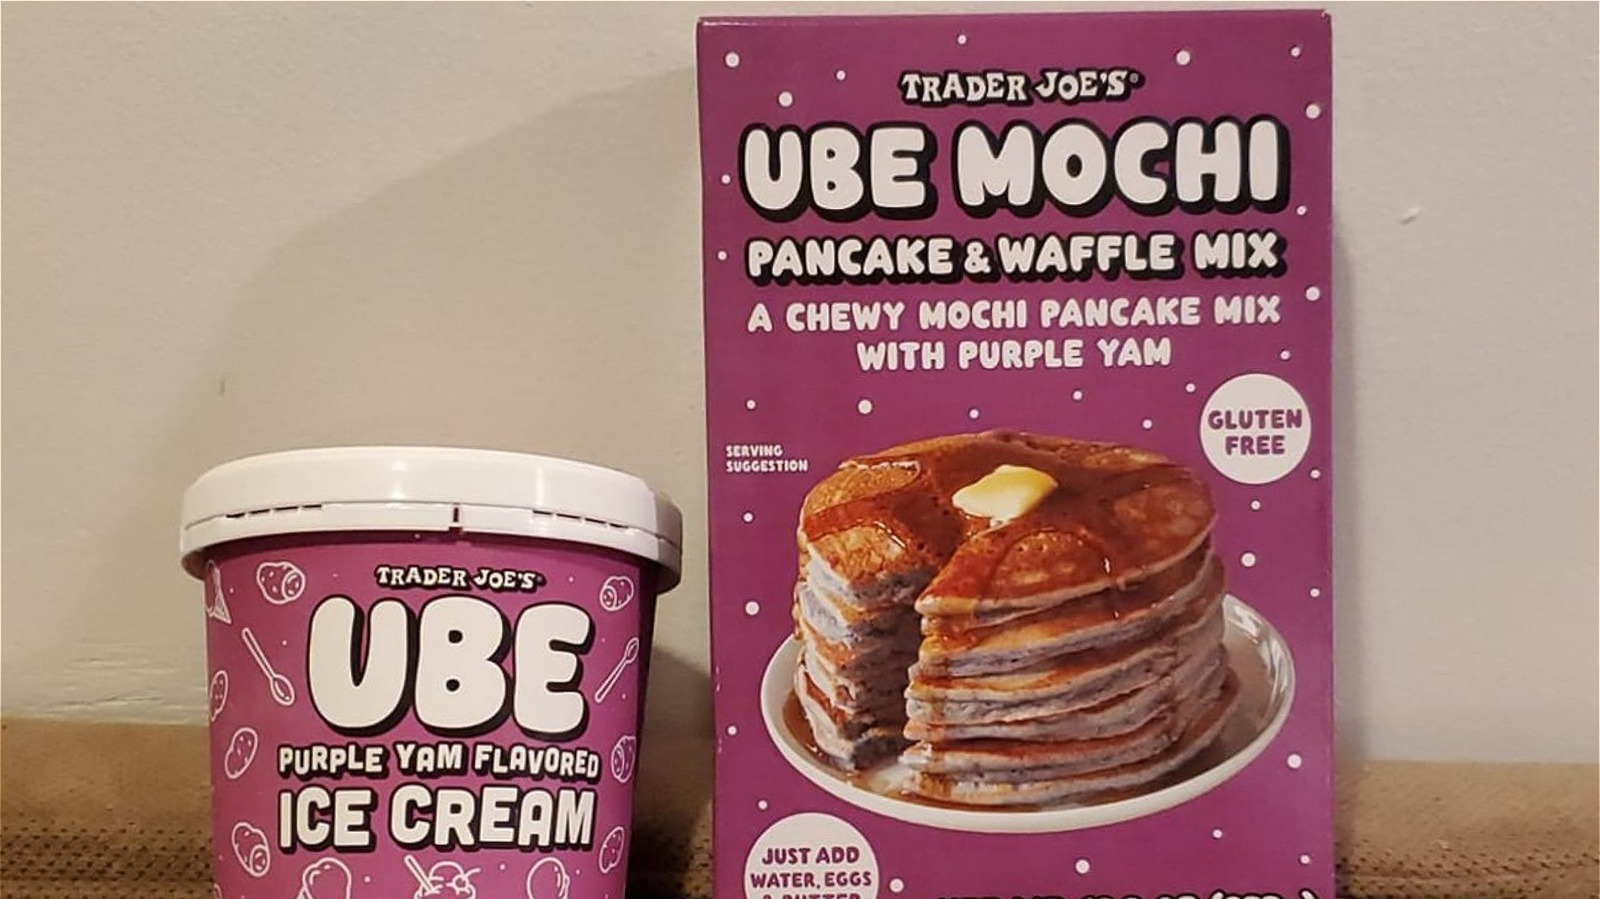 TRADER JOE'S
UBE
PURPLE YAM FLAVORED
ICE CREAM
TRADER JOE'S®
UBE MOCHI
PANCAKE & WAFFLE MIX
A CHEWY MOCHI PANCAKE MIX
WITH PURPLE YAM
GLUTEN
FREE
SERVING
SUGGESTION
JUST ADD
WATER, EGGS
& BUTTER